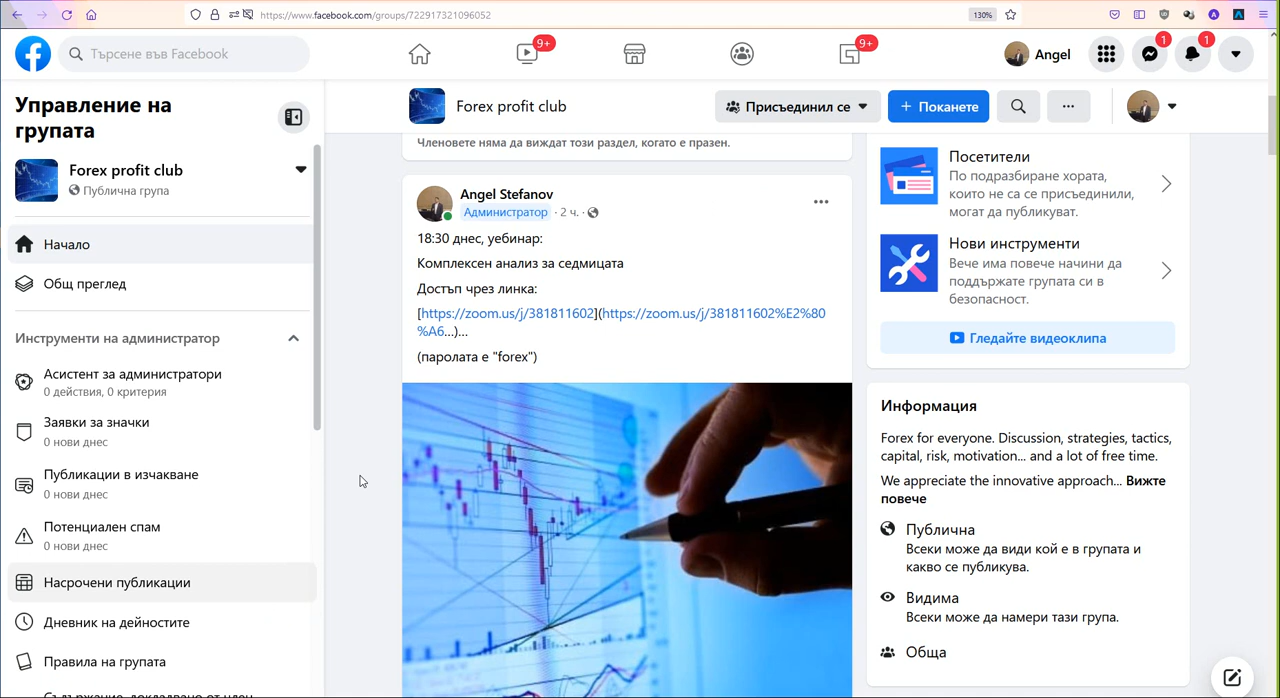 https://www.facebook.com/groups/722917321096052
130%
Търсене във Facebook
9+
9+
Angel
1
1
Управление на
групата
Forex profit club
Публична група
Начало
Общ преглед
Инструменти на администратор
Асистент за администратори
0 действия, 0 критерия
Заявки за значки
0 нови днес
Публикации в изчакване
0 нови днес
Потенциален спам
0 нови днес
Насрочени публикации
Дневник на дейностите
Правила на групата
Forex profit club
Присъединил се
+ Поканете
Членовете няма да виждат този раздел, когато е празен.
Angel Stefanov
Администратор · 2 ч. ·
18:30 днес, уебинар:
Комплексен анализ за седмицата
Достъп чрез линка:
[https://zoom.us/j/381811602](https://zoom.us/j/381811602%E2%80
%A6...)...
(паролата е "forex")
Посетители
По подразбиране хората,
които не са се присъединили,
могат да публикуват.
Нови инструменти
Вече има повече начини да
поддържате групата си в
безопасност.
Гледайте видеоклипа
Информация
Forex for everyone. Discussion, strategies, tactics,
capital, risk, motivation... and a lot of free time.
We appreciate the innovative approach... Вижте
повече
Публична
Всеки може да види кой е в групата и
какво се публикува.
Видима
Всеки може да намери тази група.
Обща